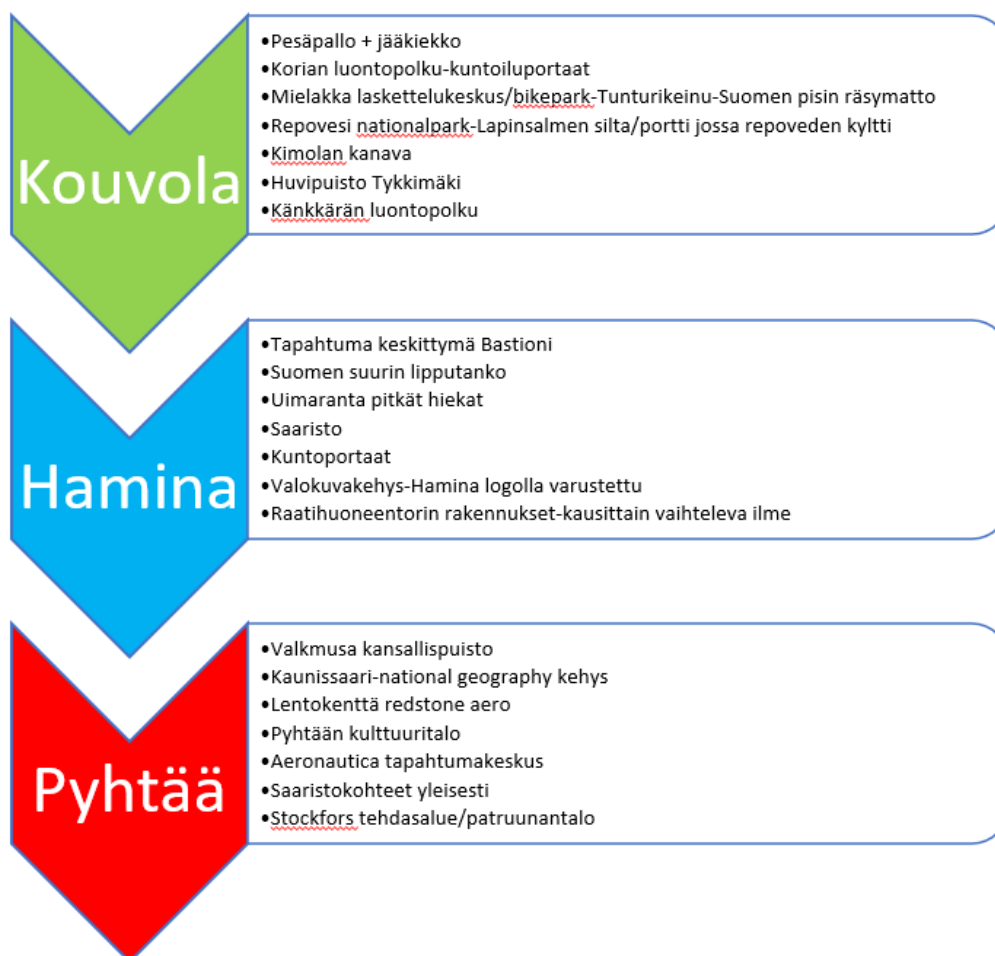 Kouvola
•Pesäpallo + jääkiekko
•Korian luontopolku-kuntoiluportaat
•Mielakka laskettelukeskus/bikepark-Tunturikeinu-Suomen pisin räsymatto
•Repovesi nationalpark-Lapinsalmen silta/portti jossa repoveden kyltti
•Kimolan kanava
•Huvipuisto Tykkimäki
•Känkkärän luontopolku
Hamina
•Tapahtuma keskittymä Bastioni
•Suomen suurin lipputanko
•Uimaranta pitkät hiekat
•Saaristo
•Kuntoportaat
•Valokuvakehys-Hamina logolla varustettu
•Raatihuoneentorin rakennukset-kausittain vaihteleva ilme
Pyhtää
•Valkmusa kansallispuisto
•Kaunissaari-national geography kehys
•Lentokenttä redstone aero
•Pyhtään kulttuuritalo
•Aeronautica tapahtumakeskus
•Saaristokohteet yleisesti
•Stockfors tehdasalue/patruunantalo